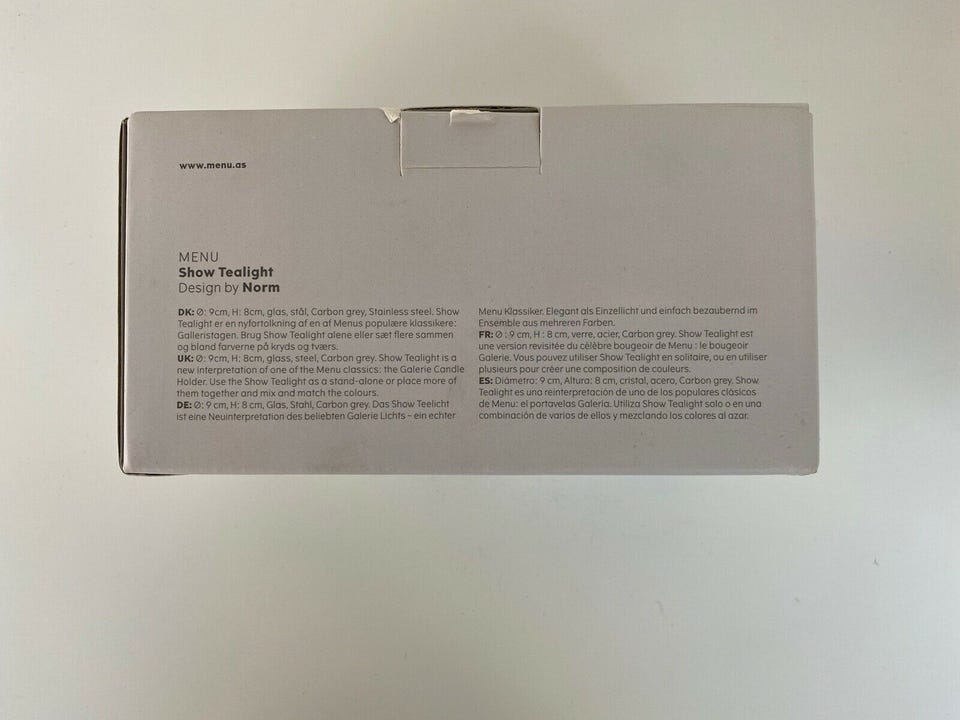 www.menu.as
MENU
Show Tealight
Design by Norm
DK: Ø: 9cm, H: 8cm, glas, stål, Carbon grey, Stainless steel. Show
Tealight er en nyfortolkning af en af Menus populære klassikere:
Galleristagen. Brug Show Tealight alene eller sæt flere sammen
og bland farverne på kryds og tværs.
UK: Ø: 9cm, H: 8cm, glass, steel, Carbon grey. Show Tealight is a
new interpretation of one of the Menu classics: the Galerie Candle
Holder. Use the Show Tealight as a stand-alone or place more of
them together and mix and match the colours.
DE: Ø: 9 cm, H: 8 cm, Glas, Stahl, Carbon grey. Das Show Teelicht
ist eine Neuinterpretation des beliebten Galerie Lichts – ein echter
Menu Klassiker. Elegant als Einzellicht und einfach bezaubernd im
Ensemble aus mehreren Farben.
FR: Ø : 9 cm, H : 8 cm, verre, acier, Carbon grey. Show Tealight est
une version revisitée du célèbre bougeoir de Menu : le bougeoir
Galerie. Vous pouvez utiliser Show Tealight en solitaire, ou en utiliser
plusieurs pour créer une composition de couleurs.
ES: Diámetro: 9 cm, Altura: 8 cm, cristal, acero, Carbon grey. Show
Tealight es una reinterpretación de uno de los populares clásicos
de Menu: el portavelas Galería. Utiliza Show Tealight solo o en una
combinación de varios de ellos y mezclando los colores al azar.